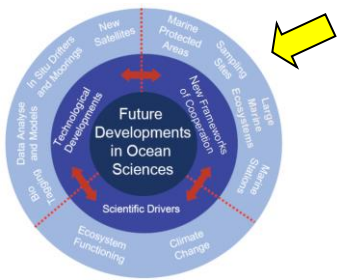 New
Satellites
In Situ Drifters
and Moorings
Data Analyse
and Models
Bio
Tagging
Marine
Protected
Areas
Sampling
Sites
Large
Marine
Ecosystems
Marine
Stations
Technological
Developments
New Frameworks
of Cooperation
Future
Developments
in Ocean
Sciences
Scientific Drivers
Ecosystem
Functioning
Climate
Change